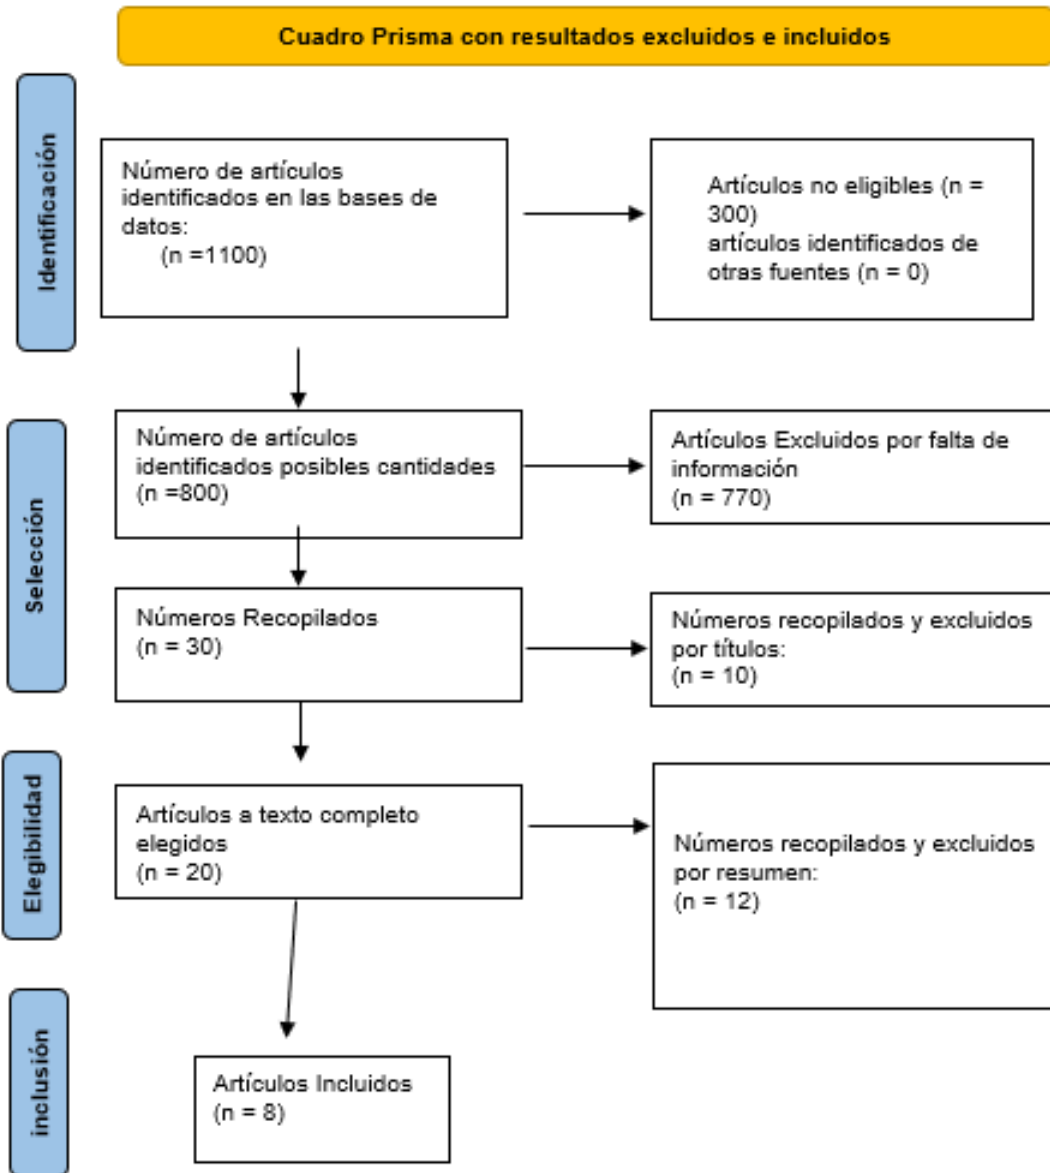 Cuadro Prisma con resultados excluidos e incluidos
Identificación
Número de artículos
identificados en las bases de
datos:
(n =1100)
Artículos no eligibles (n =
300)
artículos identificados de
otras fuentes (n = 0)
Selección
Número de artículos
identificados posibles cantidades
(n =800)
Artículos Excluidos por falta de
información
(n = 770)
Números Recopilados
(n = 30)
Números recopilados y excluidos
por títulos:
(n = 10)
Elegibilidad
Artículos a texto completo
elegidos
(n = 20)
Números recopilados y excluidos
por resumen:
(n = 12)
inclusión
Artículos Incluidos
(n = 8)